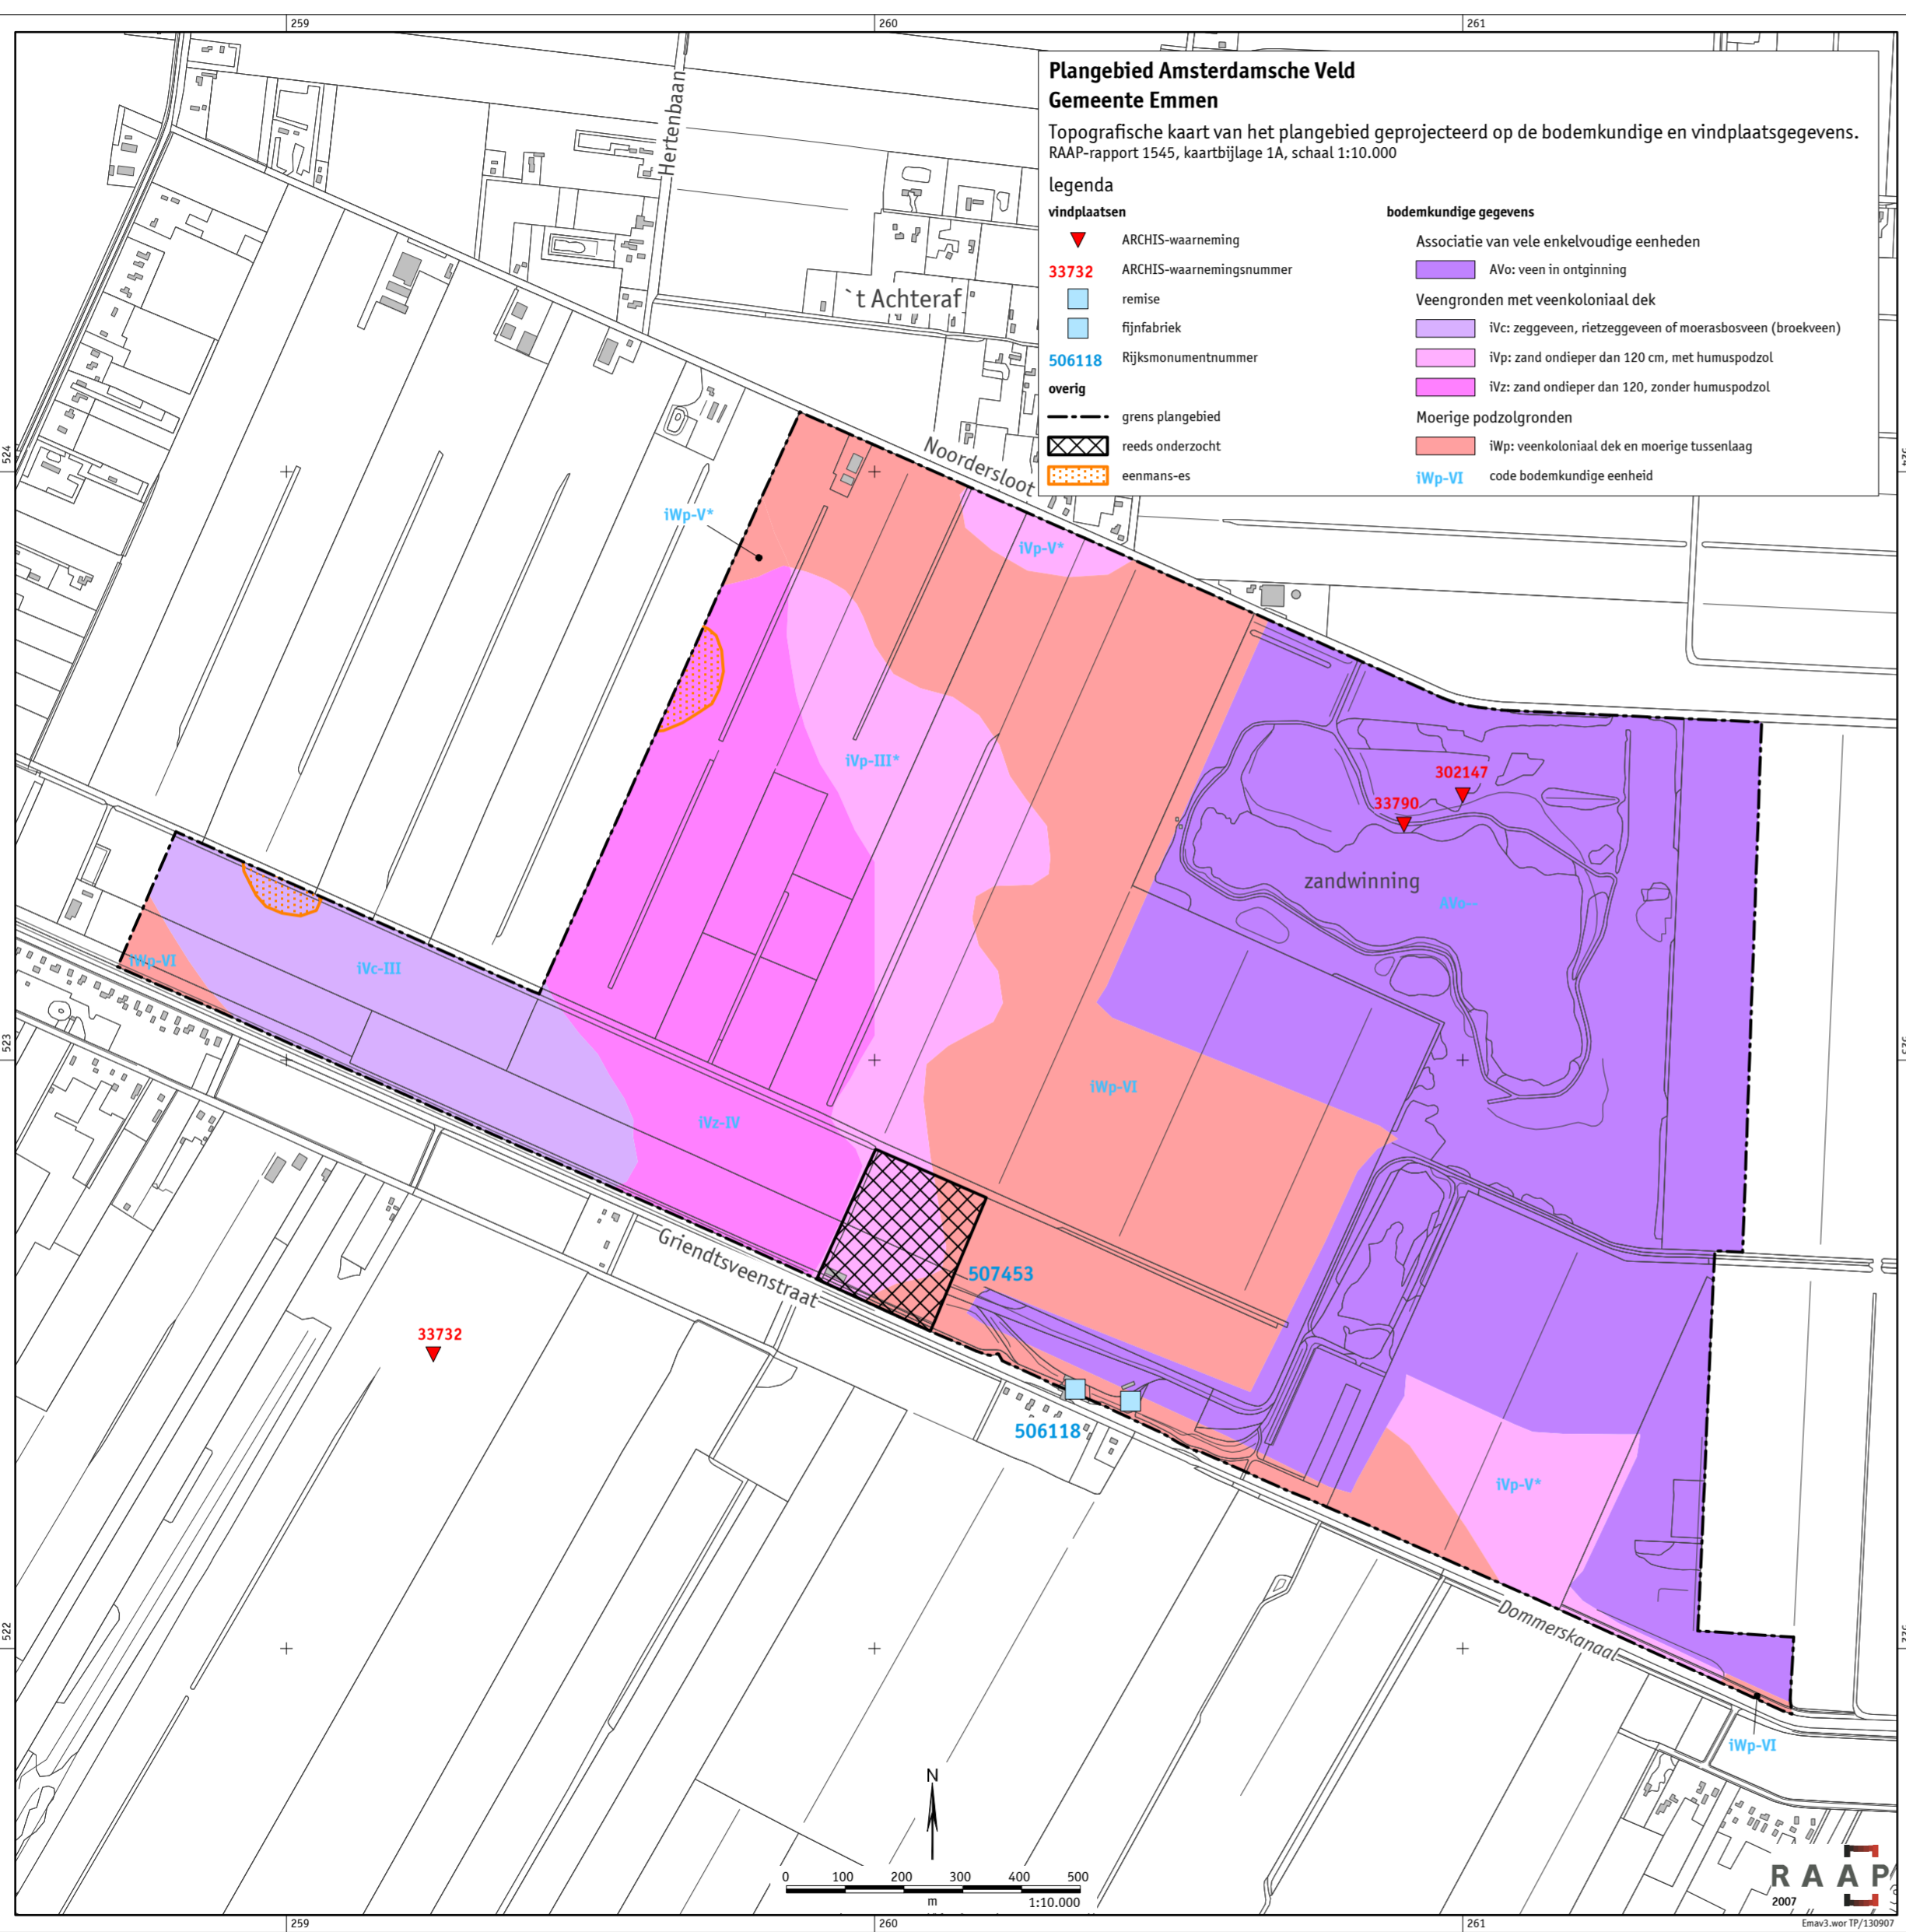 259
260
261
Plangebied Amsterdamsche Veld
Gemeente Emmen
Topografische kaart van het plangebied geprojecteerd op de bodemkundige en vindplaatsgegevens.
RAAP-rapport 1545, kaartbijlage 1A, schaal 1:10.000
legenda
vindplaatsen
ARCHIS-waarneming
33732
ARCHIS-waarnemingsnummer
remise
fijnfabriek
506118
Rijksmonumentnummer
overig
grens plangebied
reeds onderzocht
eenmans-es
bodemkundige gegevens
Associatie van vele enkelvoudige eenheden
AVo: veen in ontginning
Veengronden met veenkoloniaal dek
iVc: zeggeveen, rietzeggeveen of moerasbosveen (broekveen)
iVp: zand ondieper dan 120 cm, met humuspodzol
iVz: zand ondieper dan 120, zonder humuspodzol
Moerige podzolgronden
iWp: veenkoloniaal dek en moerige tussenlaag
iWp-VI
code bodemkundige eenheid
Hertenbaan
`t Achteraf
Noordersloot
524
iWp-V*
iVp-V*
iVp-III*
302147
33790
zandwinning
AVo--
iWp-VI
iVc-III
523
iWp-VI
iVz-IV
Griendtsveenstraat
507453
33732
506118
iVp-V*
Dommerskanaal
522
522
iWp-VI
N
0
100
200
300
400
500
m
1:10.000
RAAP
2007
259
260
261
Emav3.wor TP/130907